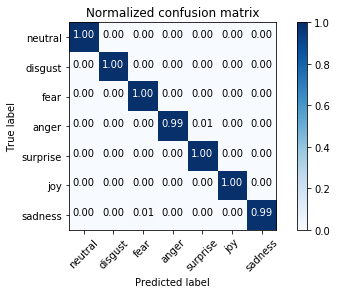 Normalized confusion matrix
True label
neutral 1.00 0.00 0.00 0.00 0.00 0.00 0.00
disgust 0.00 1.00 0.00 0.00 0.00 0.00 0.00
fear 0.00 0.00 1.00 0.00 0.00 0.00 0.00
anger 0.00 0.00 0.00 0.99 0.01 0.00 0.00
surprise 0.00 0.00 0.00 0.00 1.00 0.00 0.00
joy 0.00 0.00 0.00 0.00 0.00 1.00 0.00
sadness 0.00 0.00 0.01 0.00 0.00 0.00 0.99
neutral disgust fear anger surprise joy sadness
Predicted label
1.0
0.8
0.6
0.4
0.2
0.0